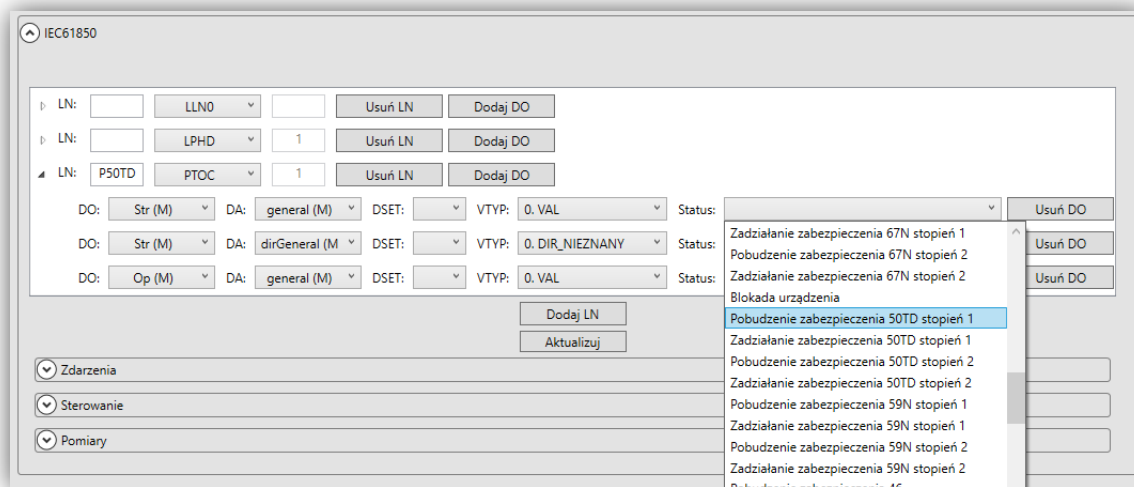 IEC61850
LN: LLN0 Usuń LN Dodaj DO
LN: LPHD 1 Usuń LN Dodaj DO
LN: P50TD PTOC 1 Usuń LN Dodaj DO
DO: Str (M) DA: general (M) DSET: VTYP: 0. VAL Status: Usuń DO
DO: Str (M) DA: dirGeneral (M DSET: VTYP: 0. DIR_NIEZNANY Status: Usuń DO
DO: Op (M) DA: general (M) DSET: VTYP: 0. VAL Status: Usuń DO
Zadziałanie zabezpieczenia 67N stopień 1
Pobudzenie zabezpieczenia 67N stopień 2
Zadziałanie zabezpieczenia 67N stopień 2
Blokada urządzenia
Pobudzenie zabezpieczenia 50TD stopień 1
Zadziałanie zabezpieczenia 50TD stopień 1
Pobudzenie zabezpieczenia 50TD stopień 2
Zadziałanie zabezpieczenia 50TD stopień 2
Pobudzenie zabezpieczenia 59N stopień 1
Zadziałanie zabezpieczenia 59N stopień 1
Pobudzenie zabezpieczenia 59N stopień 2
Zadziałanie zabezpieczenia 59N stopień 2
Dodaj LN
Aktualizuj
Zdarzenia
Sterowanie
Pomiary